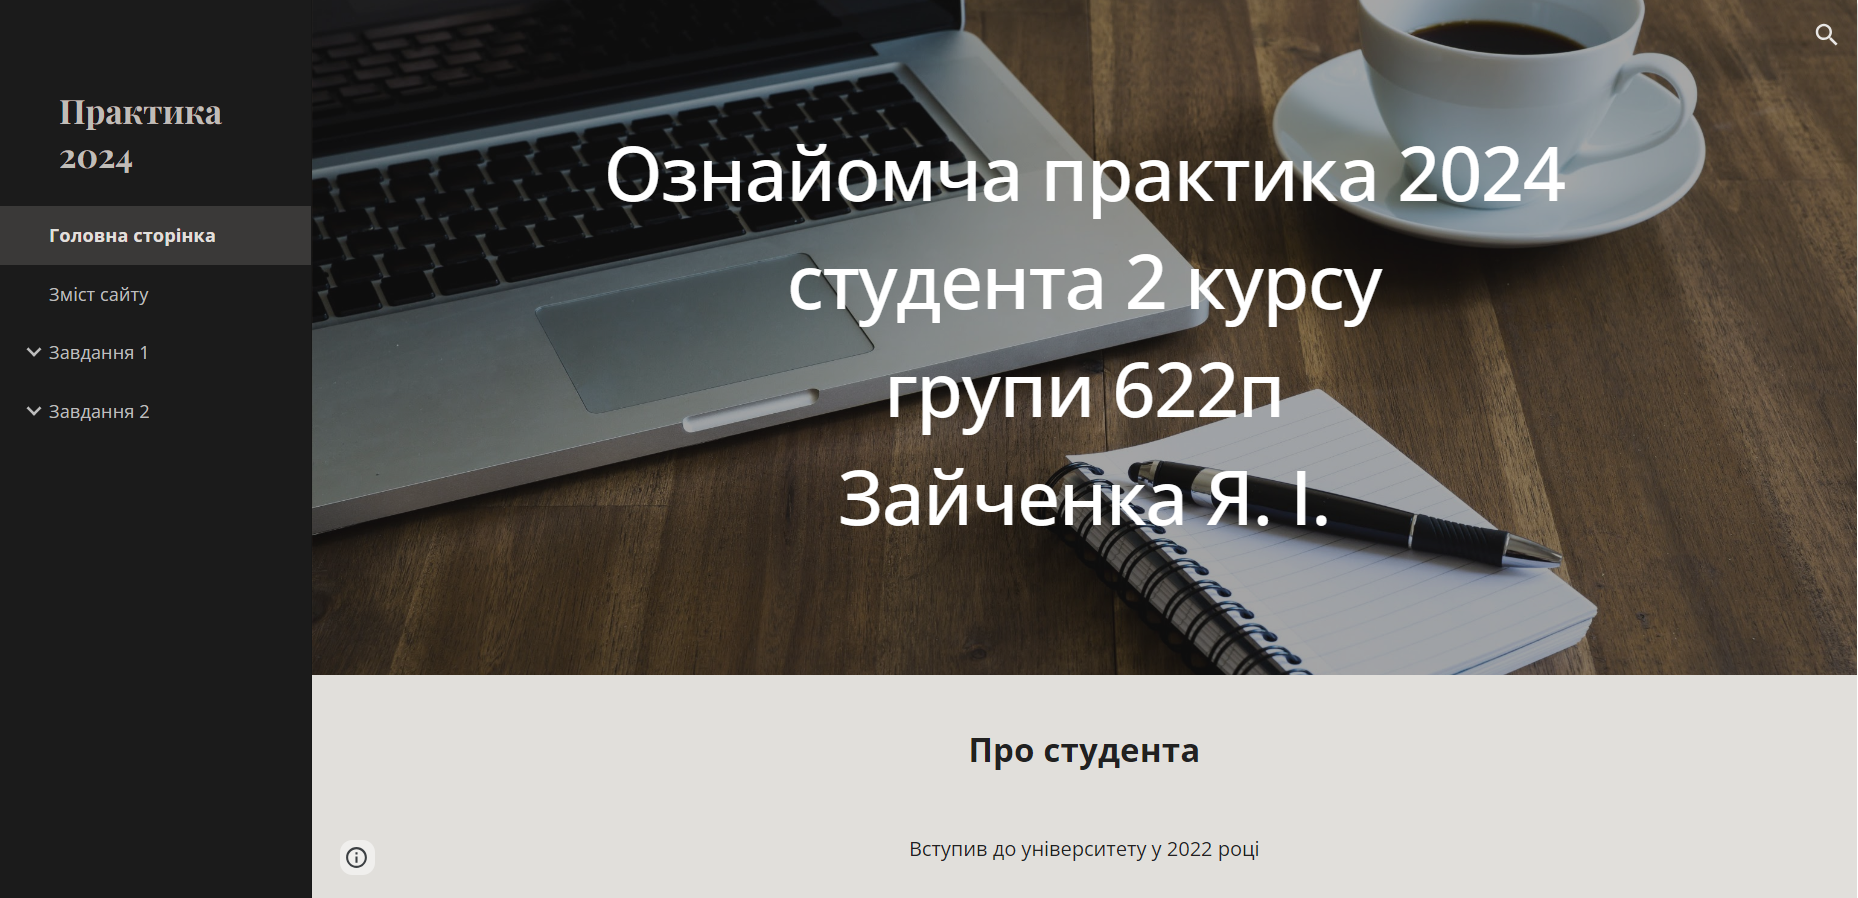 Практика
2024
Головна сторінка
Зміст сайту
Завдання 1
Завдання 2
Ознайомча практика 2024
студента 2 курсу
групи 622п
Зайченка Я. І.
Про студента
Вступив до університету у 2022 році